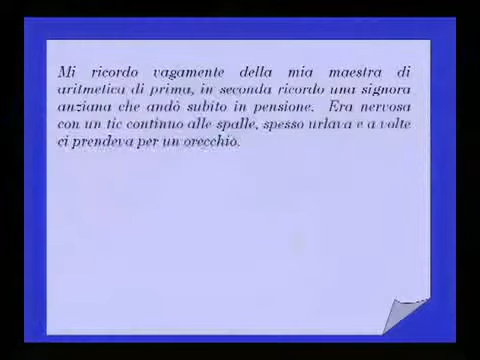 Mi ricordo vagamente della mia maestra di
aritmetica di prima, in seconda ricordo una signora
anziana che andò subito in pensione. Era nervosa
con un tic continuo alle spalle, spesso urlava e a volte
ci prendeva per un orecchio.